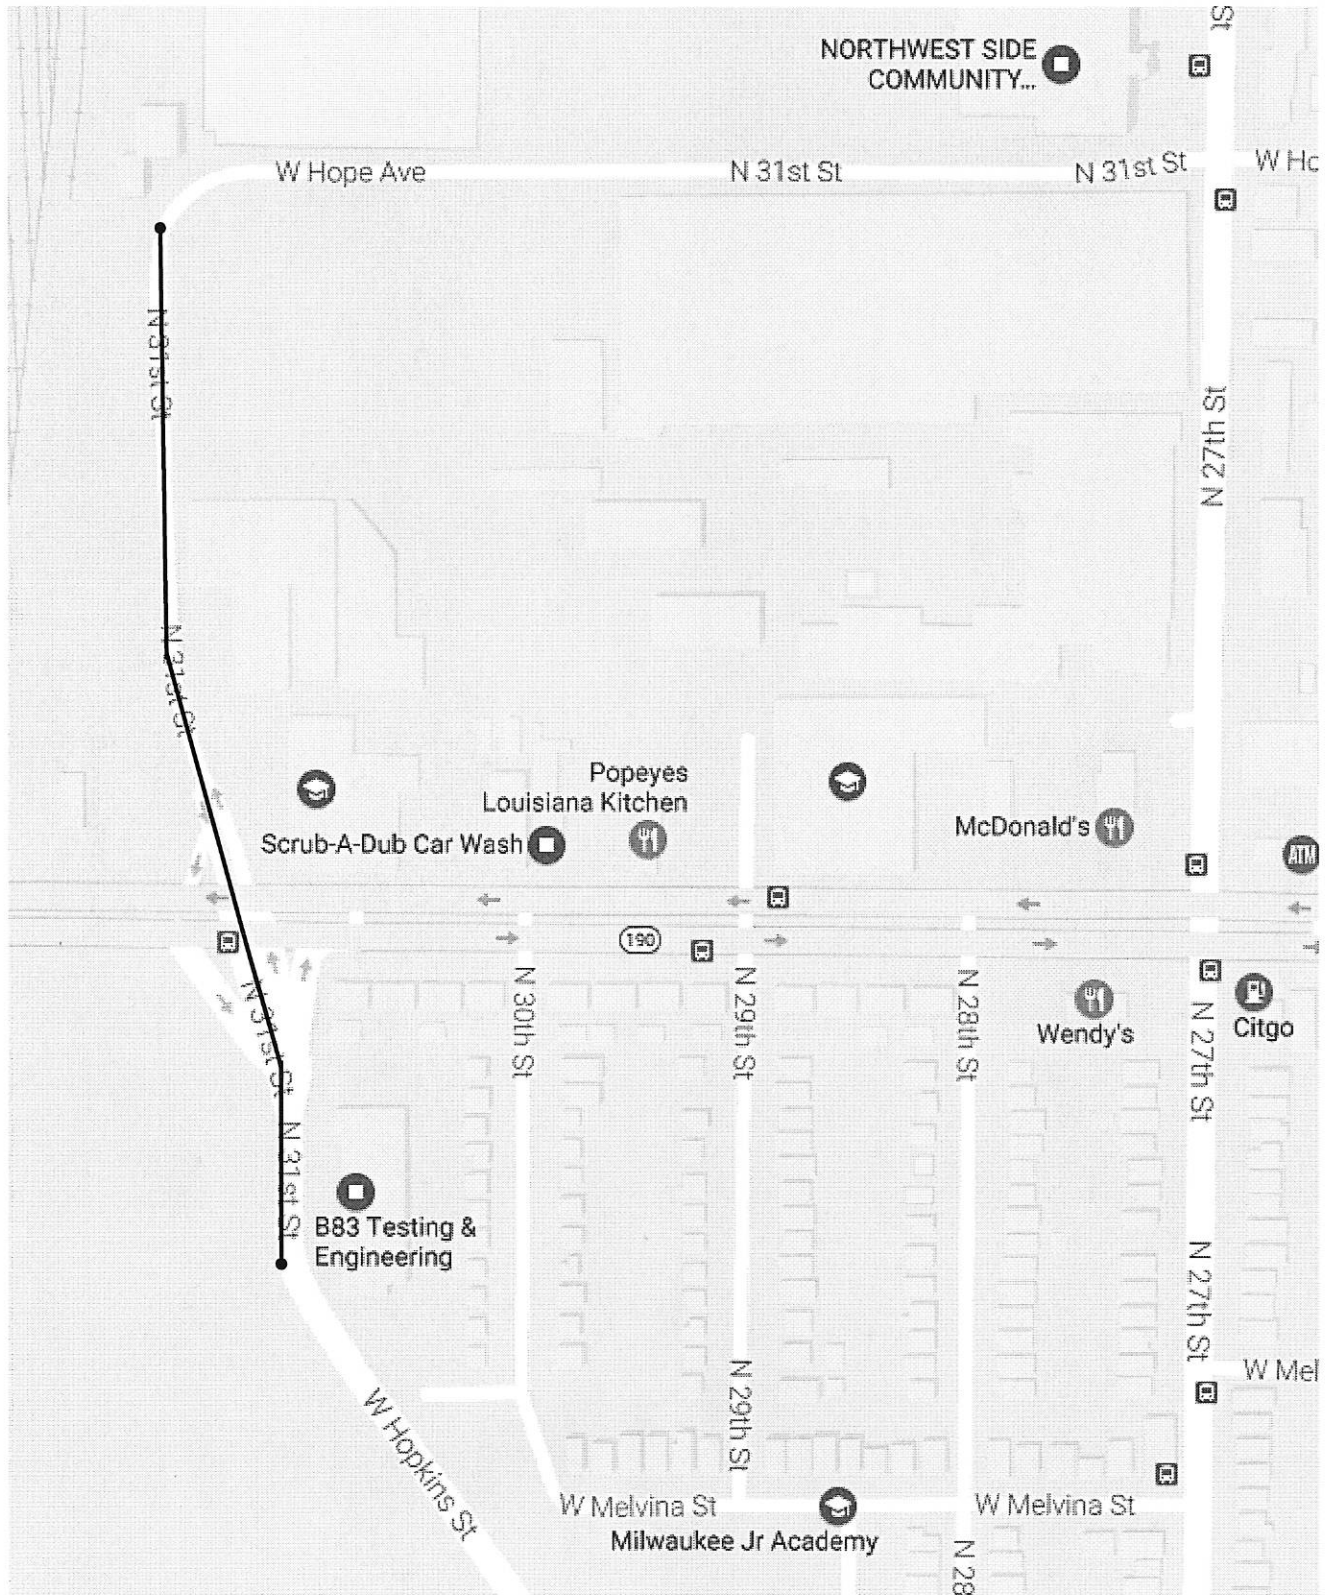 St
NORTHWEST SIDE
COMMUNITY...
W Hope Ave
N 31st St
N 31st St
W Ho
N 31st St
N 27th St
N 31st St
Popeyes
Louisiana Kitchen
Scrub-A-Dub Car Wash
McDonald's
ATM
190
N 31st St
N 30th St
N 29th St
N 28th St
Wendy's
N 27th St
Citgo
N 31st St
B83 Testing &
Engineering
N 27th St
W Mel
N 29th St
W Hopkins St
W Melvina St
W Melvina St
Milwaukee Jr Academy
N 28